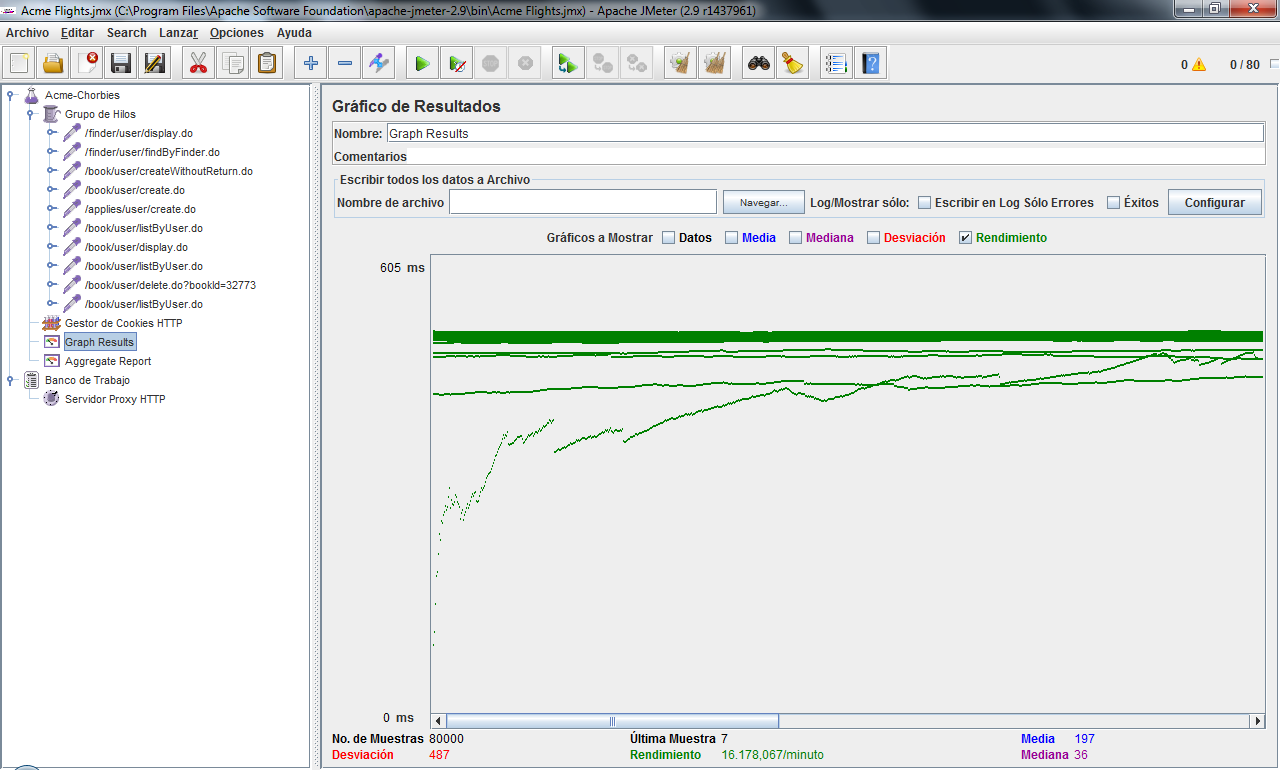 Acme Flights.jmx (C:\Program Files\Apache Software Foundation\apache-jmeter-2.9\bin\Acme Flights.jmx) - Apache JMeter (2.9 r1437961)
Archivo Editar Search Lanzar Opciones Ayuda
0 0 / 80
Acme-Chorbies
Grupo de Hilos
/finder/user/display.do
/finder/user/findByFinder.do
/book/user/createWithoutReturn.do
/book/user/create.do
/applies/user/create.do
/book/user/listByUser.do
/book/user/display.do
/book/user/listByUser.do
/book/user/delete.do?bookId=32773
/book/user/listByUser.do
Gestor de Cookies HTTP
Graph Results
Aggregate Report
Banco de Trabajo
Servidor Proxy HTTP
Gráfico de Resultados
Nombre: Graph Results
Comentarios
Escribir todos los datos a Archivo
Nombre de archivo Navegar... Log/Mostrar sólo: Escribir en Log Sólo Errores Éxitos Configurar
Gráficos a Mostrar Datos Media Mediana Desviación Rendimiento
605 ms
0 ms
No. de Muestras 80000 Última Muestra 7 Media 197
Desviación 487 Rendimiento 16.178,067/minuto Mediana 36